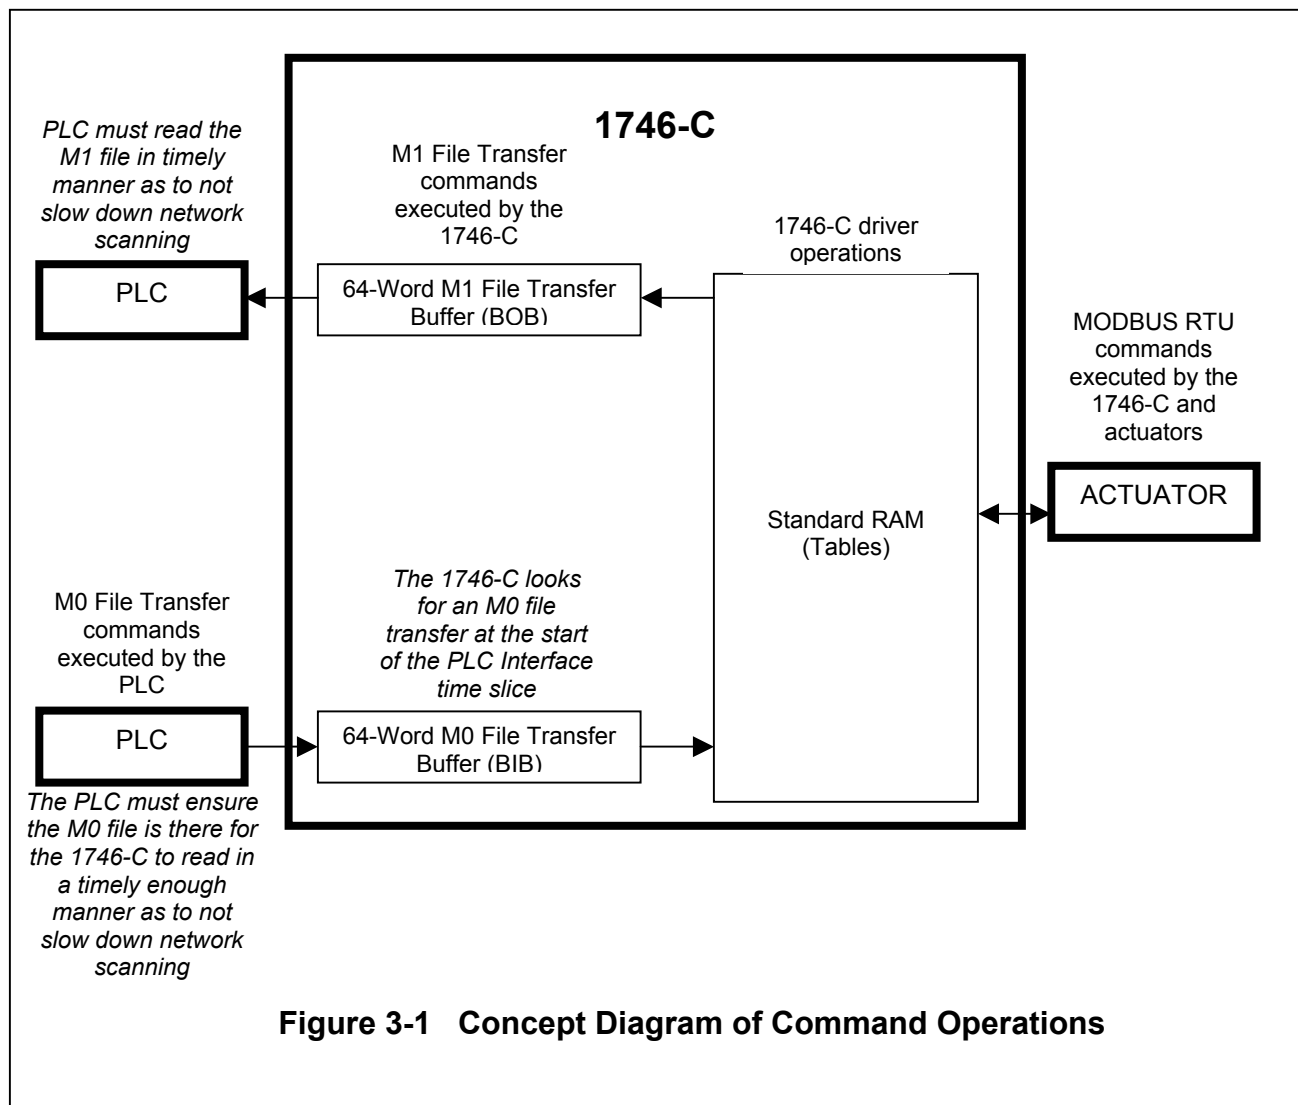 1746-C
PLC must read the
M1 file in timely
manner as to not
slow down network
scanning
PLC
M1 File Transfer
commands
executed by the
1746-C
64-Word M1 File Transfer
Buffer (BOB)
1746-C driver
operations
Standard RAM
(Tables)
MODBUS RTU
commands
executed by the
1746-C and
actuators
ACTUATOR
M0 File Transfer
commands
executed by the
PLC
PLC
The PLC must ensure
the M0 file is there for
the 1746-C to read in
a timely enough
manner as to not
slow down network
scanning
The 1746-C looks
for an M0 file
transfer at the start
of the PLC Interface
time slice
64-Word M0 File Transfer
Buffer (BIB)
Figure 3-1 Concept Diagram of Command Operations